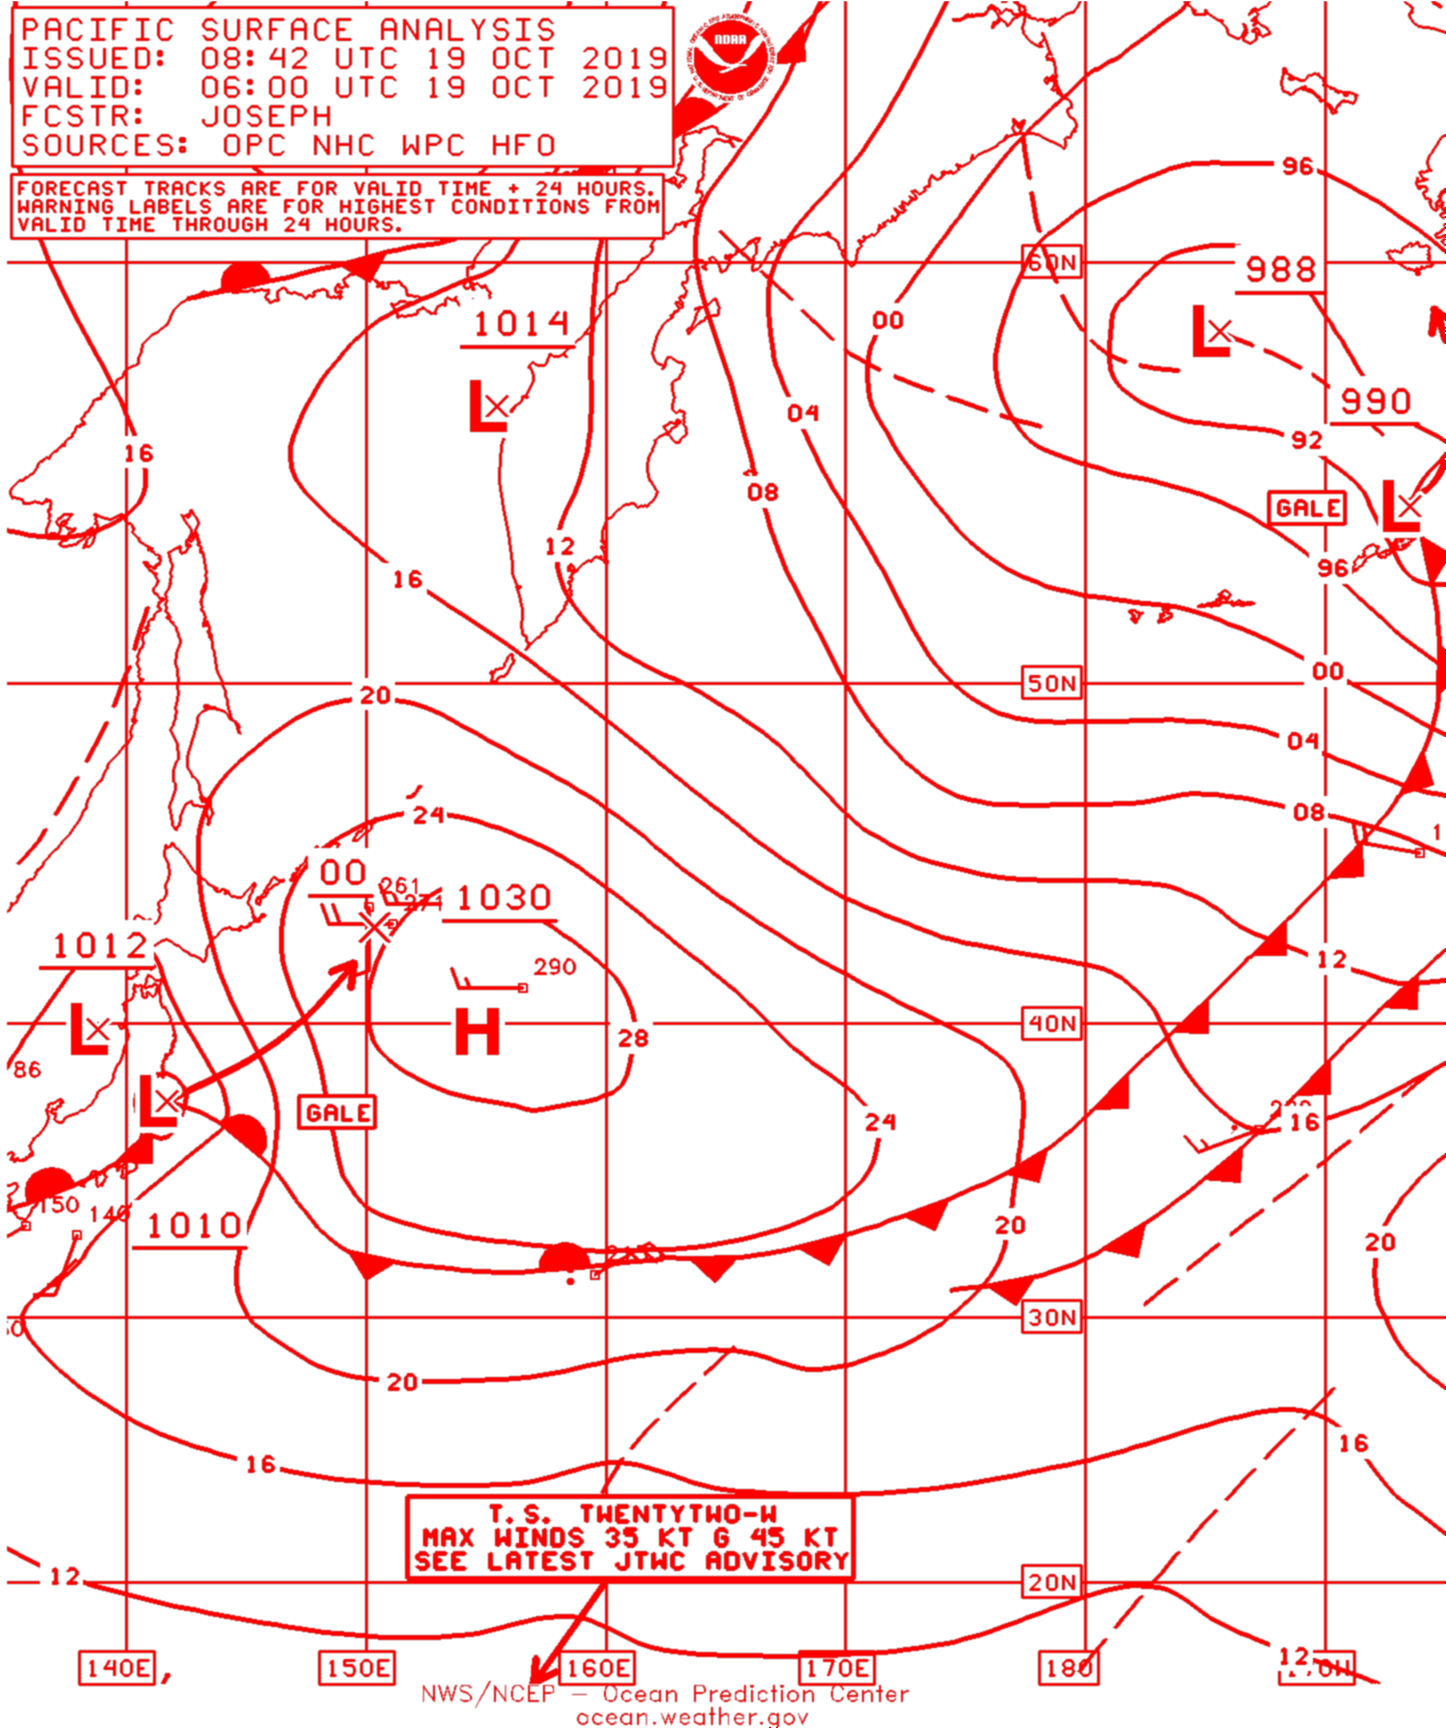 PACIFIC SURFACE ANALYSIS
ISSUED: 08:42 UTC 19 OCT 2019
VALID: 06:00 UTC 19 OCT 2019
FCSTR: JOSEPH
SOURCES: OPC NHC WPC HFO
NOAA
FORECAST TRACKS ARE FOR VALID TIME + 24 HOURS.
WARNING LABELS ARE FOR HIGHEST CONDITIONS FROM
VALID TIME THROUGH 24 HOURS.
96
60N
988
L
1014
00
L
990
04
16
92
08
GALE
L
12
96
16
00
50N
20
04
08
24
00
261
271
1030
1012
12
290
L
H
40N
28
86
L
GALE
24
16
150
140
1010
20
20
30N
20
16
16
T.S. TWENTYTWO-W
MAX WINDS 35 KT G 45 KT
SEE LATEST JTWC ADVISORY
12
20N
12
140E,
150E
160E
170E
180
170W
NWS/NCEP – Ocean Prediction Center
ocean.weather.gov